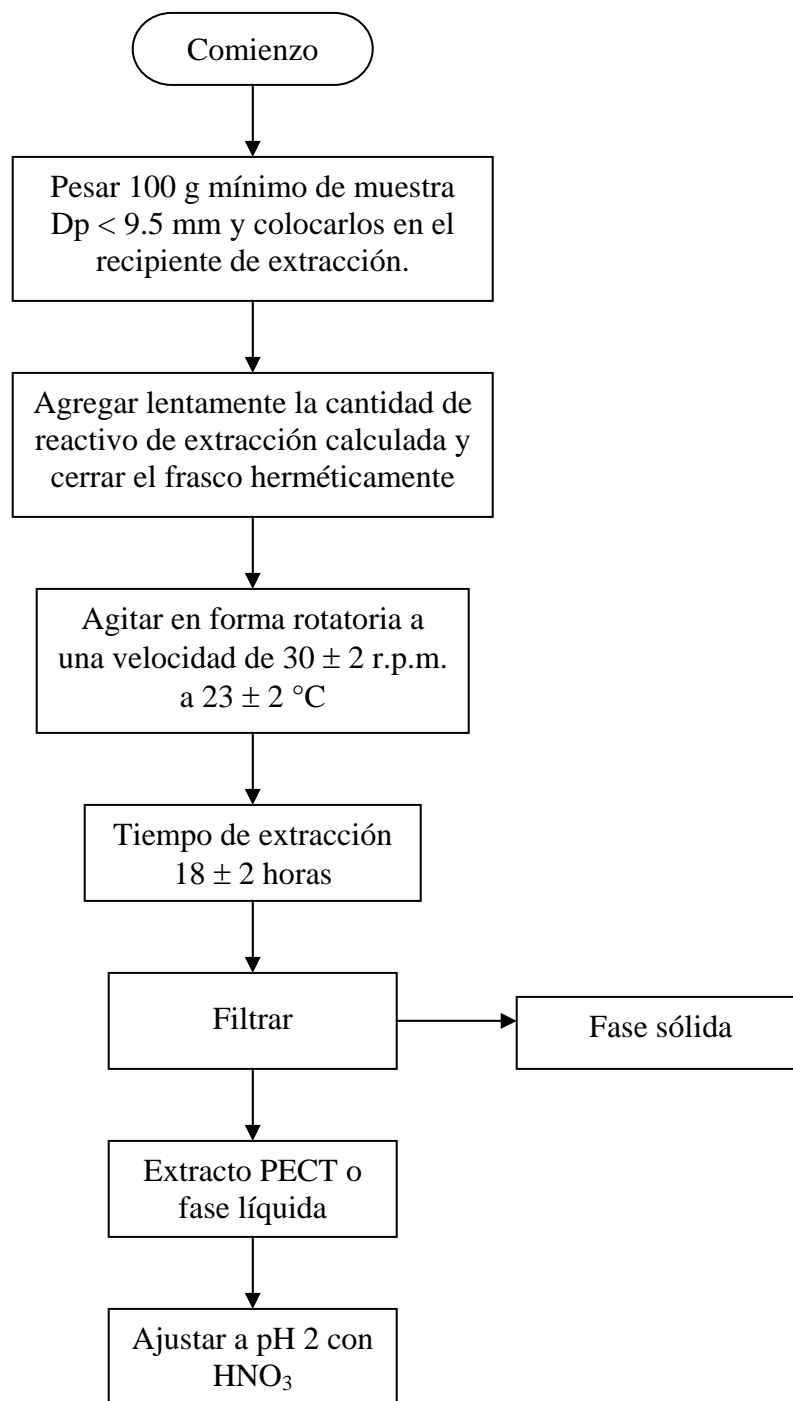 Comienzo
Pesar 100 g mínimo de muestra
Dp < 9.5 mm y colocarlos en el
recipiente de extracción.
Agregar lentamente la cantidad de
reactivo de extracción calculada y
cerrar el frasco herméticamente
Agitar en forma rotatoria a
una velocidad de 30 ± 2 r.p.m.
a 23 ± 2 °C
Tiempo de extracción
18 ± 2 horas
Filtrar
Fase sólida
Extracto PECT o
fase líquida
Ajustar a pH 2 con
HNO₃